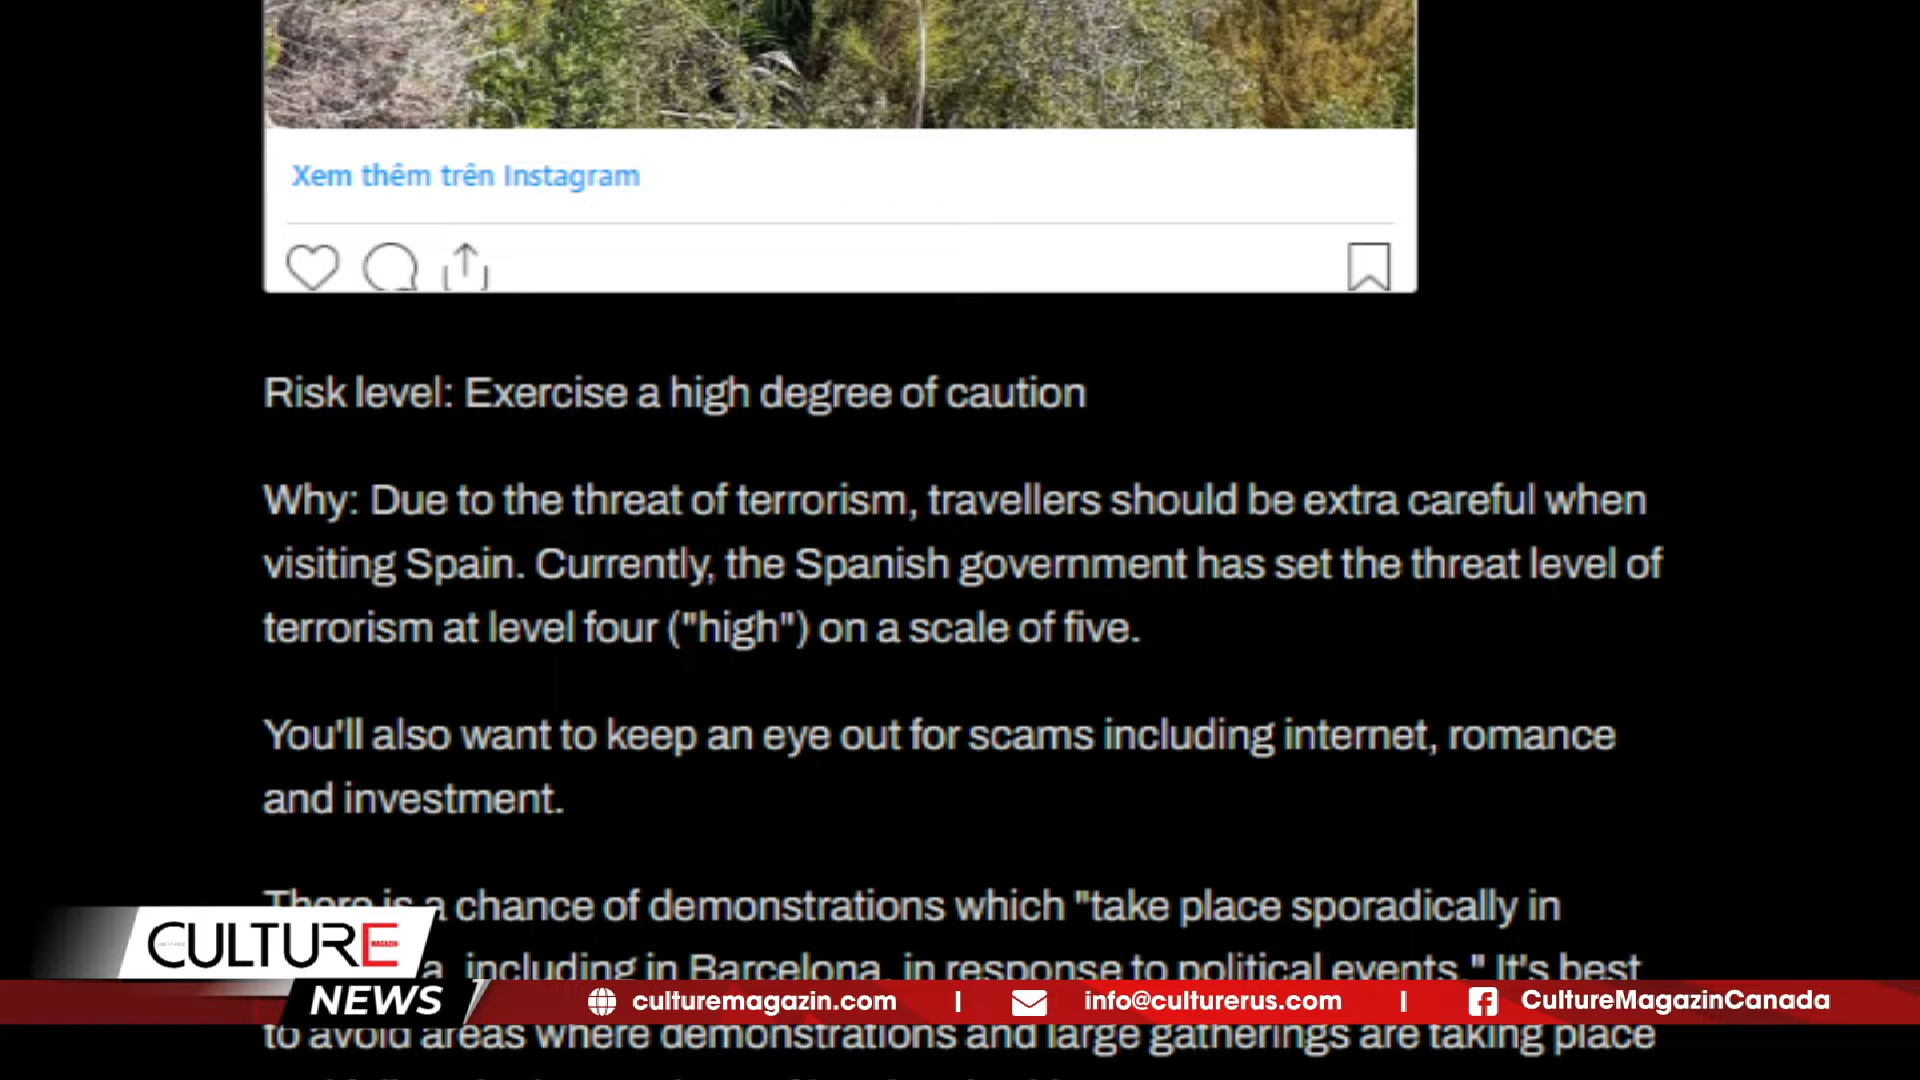 Xem thêm trên Instagram
Risk level: Exercise a high degree of caution
Why: Due to the threat of terrorism, travellers should be extra careful when
visiting Spain. Currently, the Spanish government has set the threat level of
terrorism at level four ("high") on a scale of five.
You'll also want to keep an eye out for scams including internet, romance
and investment.
There is a chance of demonstrations which "take place sporadically in
including in Barcelona, in response to political events." It's best
to avoid areas where demonstrations and large gatherings are taking place
CULTURE
MAGAZIN
NEWS
culturemagazin.com | info@culturerus.com | CultureMagazinCanada